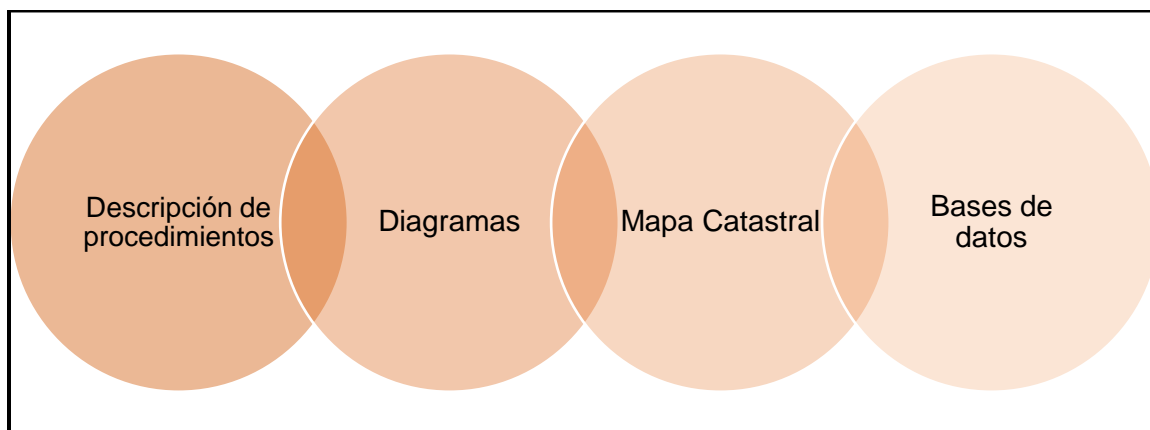 Descripción de
procedimientos
Diagramas
Mapa Catastral
Bases de
datos